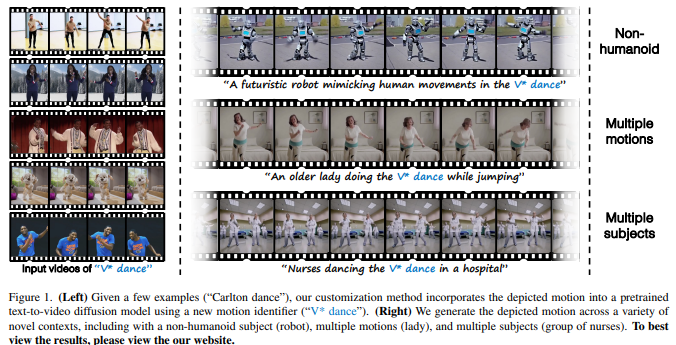 Non-
humanoid
"A futuristic robot mimicking human movements in the V* dance"
Multiple
motions
"An older lady doing the V* dance while jumping"
Multiple
subjects
Input videos of "V* dance"
"Nurses dancing the V* dance in a hospital"
Figure 1. (Left) Given a few examples ("Carlton dance"), our customization method incorporates the depicted motion into a pretrained
text-to-video diffusion model using a new motion identifier ("V* dance"). (Right) We generate the depicted motion across a variety of
novel contexts, including with a non-humanoid subject (robot), multiple motions (lady), and multiple subjects (group of nurses). To best
view the results, please view our website.